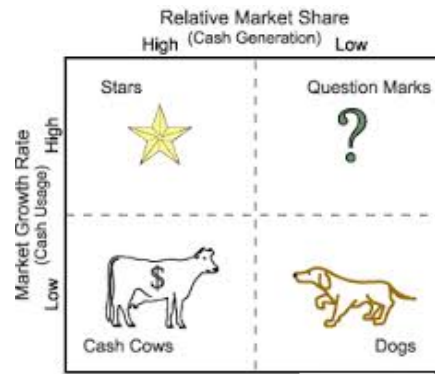 Relative Market Share
High (Cash Generation) Low
Stars
Question Marks
?
Market Growth Rate
(Cash Usage)
High
Low
$
Cash Cows
Dogs